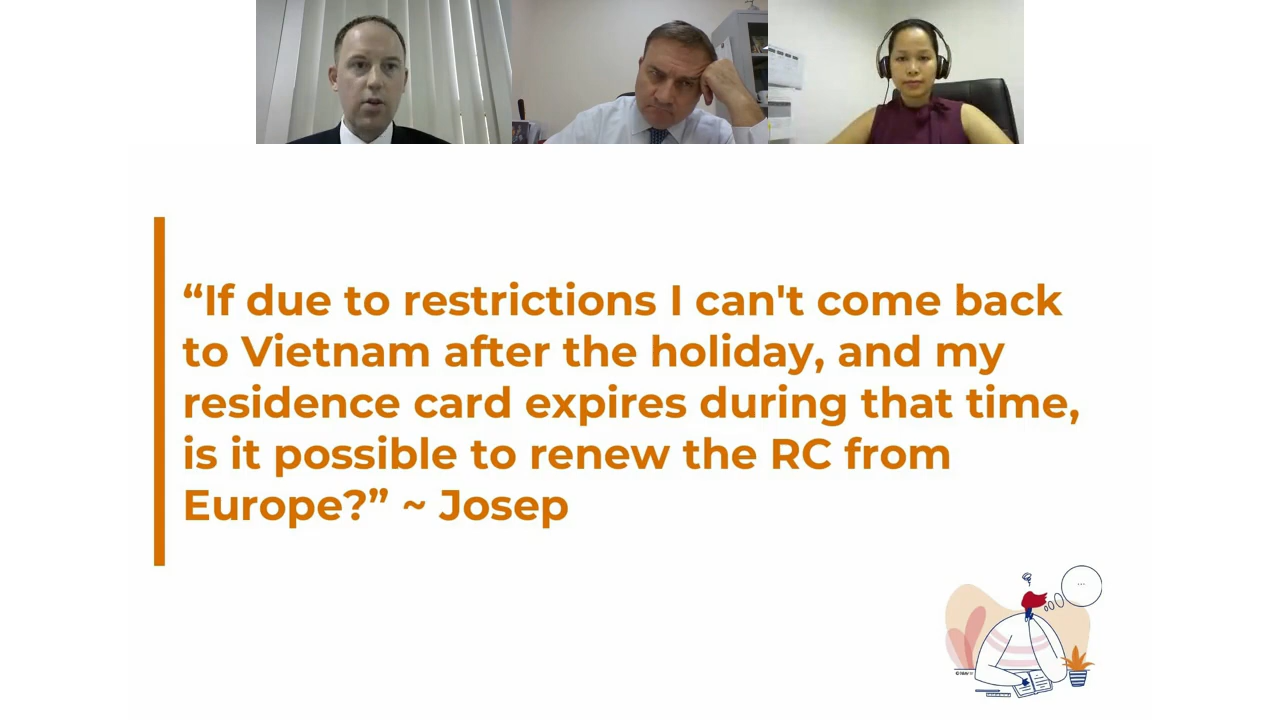 “If due to restrictions I can't come back
to Vietnam after the holiday, and my
residence card expires during that time,
is it possible to renew the RC from
Europe?” ~ Josep
...